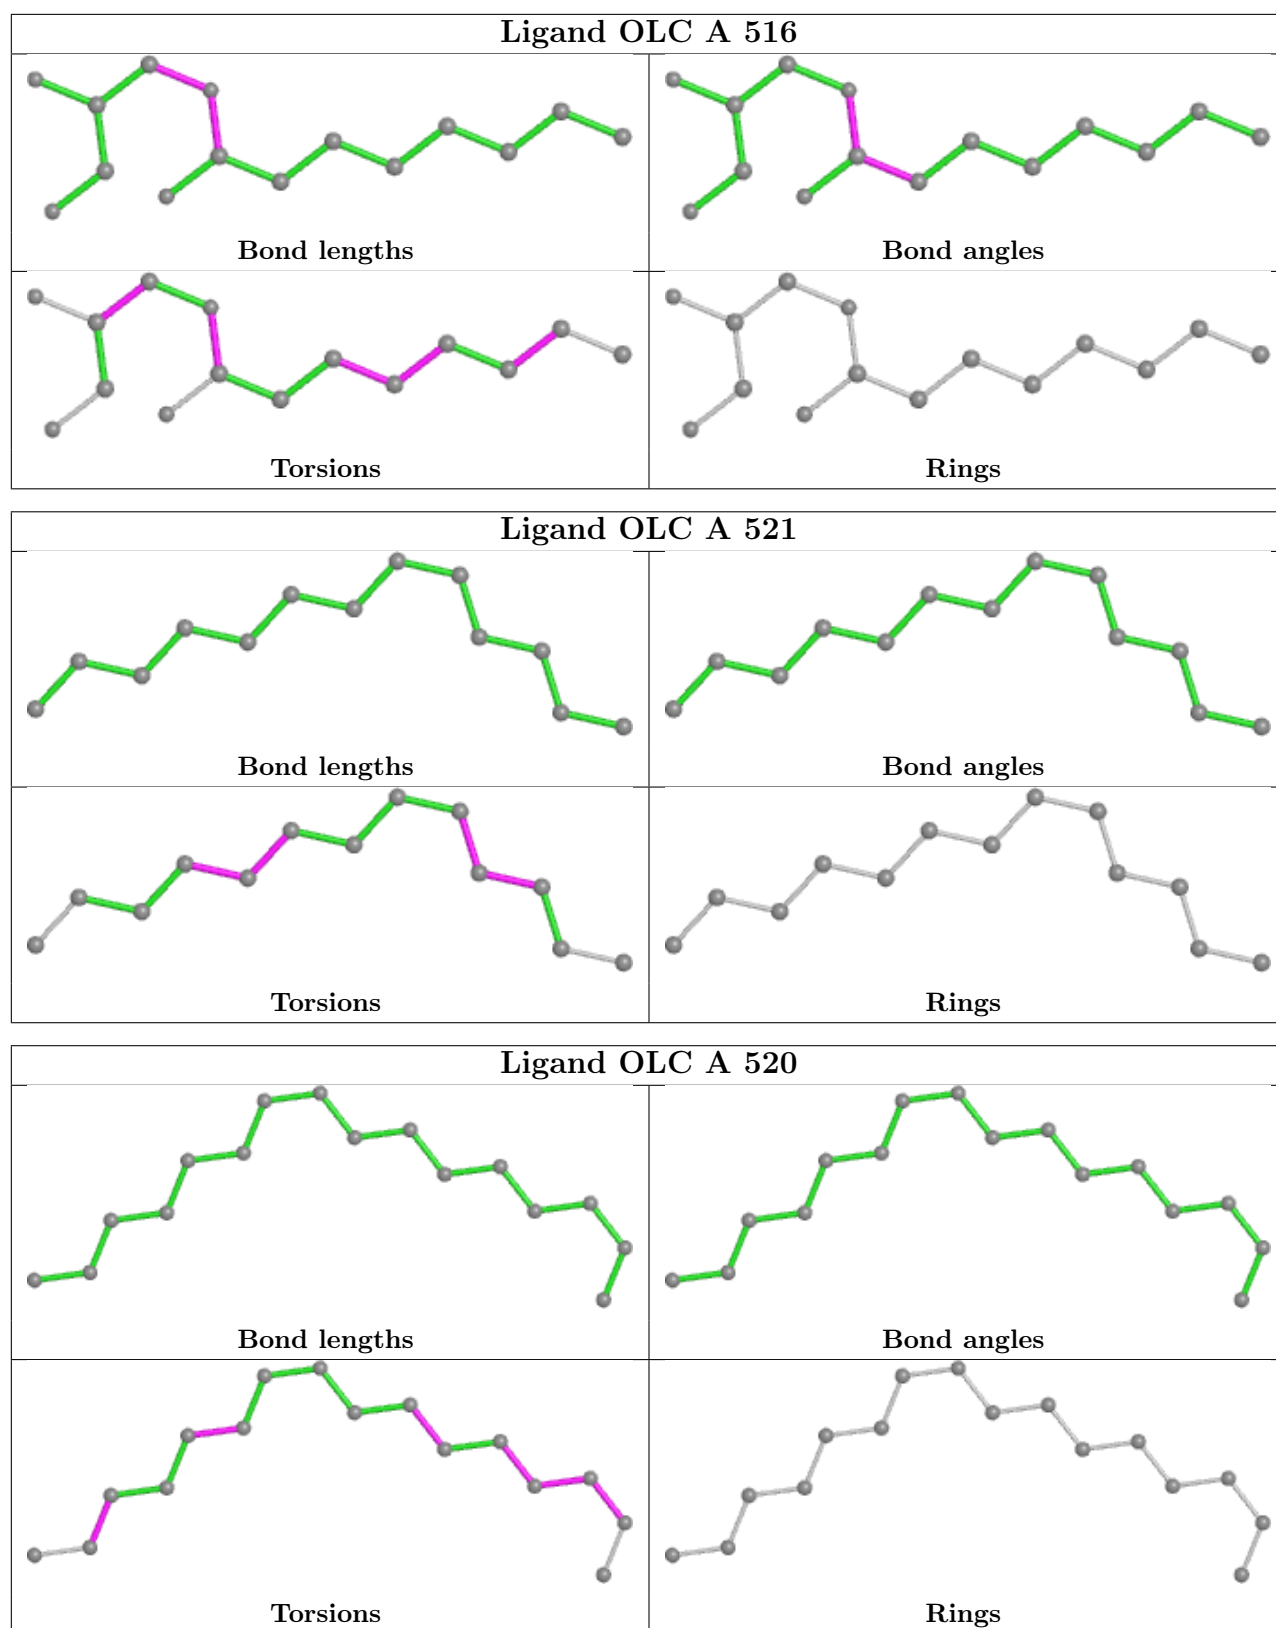 Ligand OLC A 516
Bond lengths
Bond angles
Torsions
Rings
Ligand OLC A 521
Bond lengths
Bond angles
Torsions
Rings
Ligand OLC A 520
Bond lengths
Bond angles
Torsions
Rings